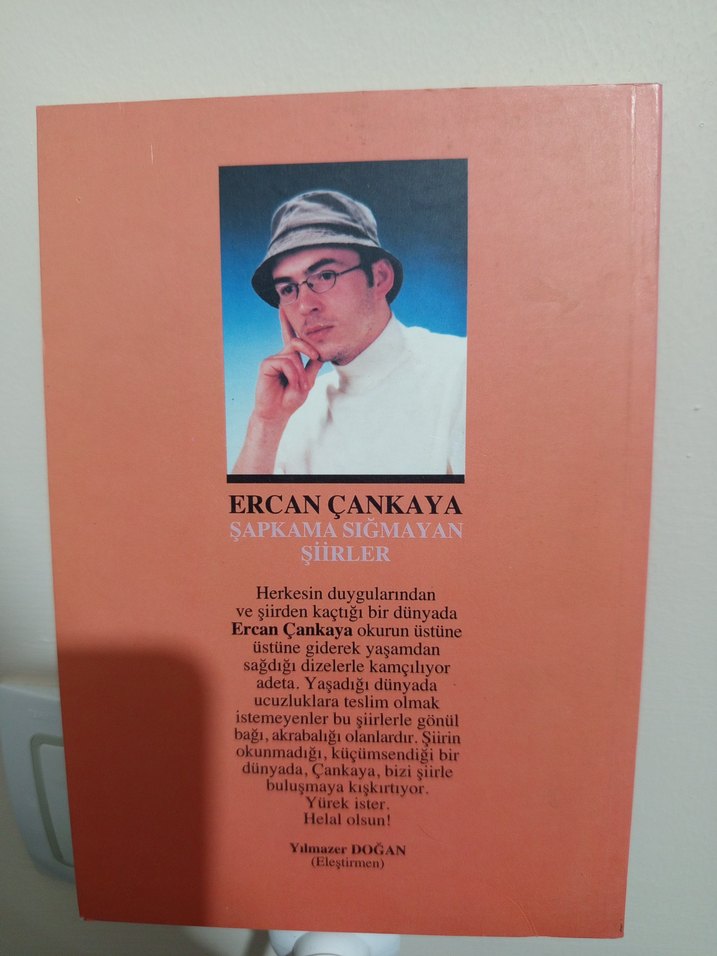 ERCAN ÇANKAYA
ŞAPKAMA SIĞMAYAN
ŞİİRLER
Herkesin duygularından
ve şiirden kaçtığı bir dünyada
Ercan Çankaya okurun üstüne
üstüne giderek yaşamdan
sağdığı dizelerle kamçılıyor
adeta. Yaşadığı dünyada
ucuzluklara teslim olmak
istemeyenler bu şiirlerle gönül
bağı, akrabalığı olanlardır. Şiirin
okunmadığı, küçümsendiği bir
dünyada, Çankaya, bizi şiirle
buluşmaya kışkırtıyor.
Yürek ister.
Helal olsun!
Yılmazer DOĞAN
(Eleştirmen)